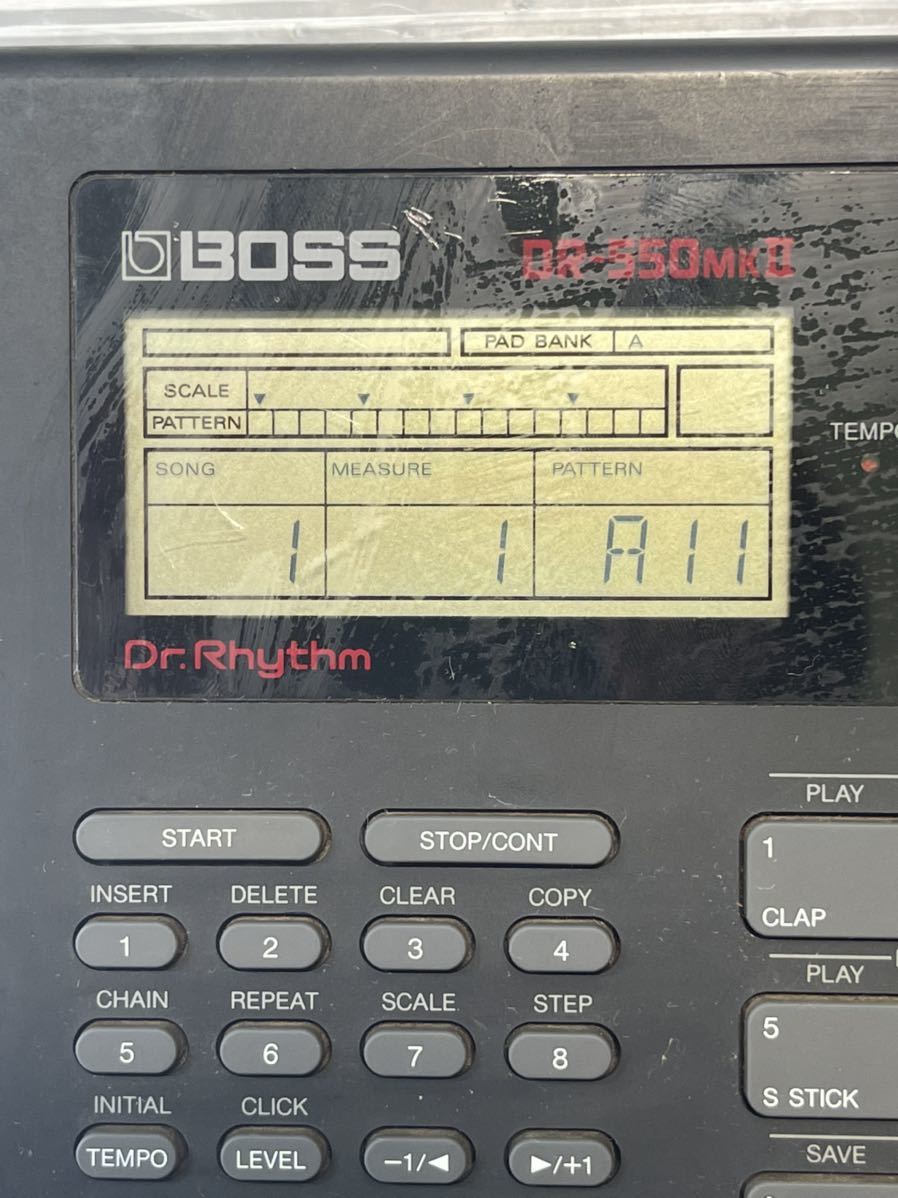 BOSS DR-550MKII
PAD BANK A
SCALE
PATTERN
TEMPO
SONG MEASURE PATTERN
1 1 A11
Dr.Rhythm
PLAY
START STOP/CONT
1
CLAP
INSERT DELETE CLEAR COPY
1 2 3 4
PLAY
CHAIN REPEAT SCALE STEP
5
5 6 7 8
S STICK
INITIAL CLICK
SAVE
TEMPO LEVEL -1/◀ ▶/+1